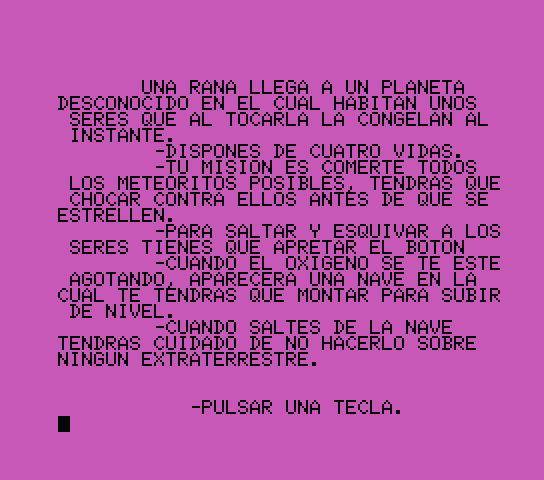 UNA RANA LLEGA A UN PLANETA
DESCONOCIDO EN EL CUAL HABITAN UNOS
SERES QUE AL TOCARLA LA CONGELAN AL
INSTANTE.
-DISPONES DE CUATRO VIDAS.
-TU MISION ES COMERTE TODOS
LOS METEORITOS POSIBLES, TENDRAS QUE
CHOCAR CONTRA ELLOS ANTES DE QUE SE
ESTRELLEN.
-PARA SALTAR Y ESQUIVAR A LOS
SERES TIENES QUE APRETAR EL BOTON
-CUANDO EL OXIGENO SE TE ESTE
AGOTANDO, APARECERA UNA NAVE EN LA
CUAL TE TENDRAS QUE MONTAR PARA SUBIR
DE NIVEL.
-CUANDO SALTES DE LA NAVE
TENDRAS CUIDADO DE NO HACERLO SOBRE
NINGUN EXTRATERRESTRE.
-PULSAR UNA TECLA.